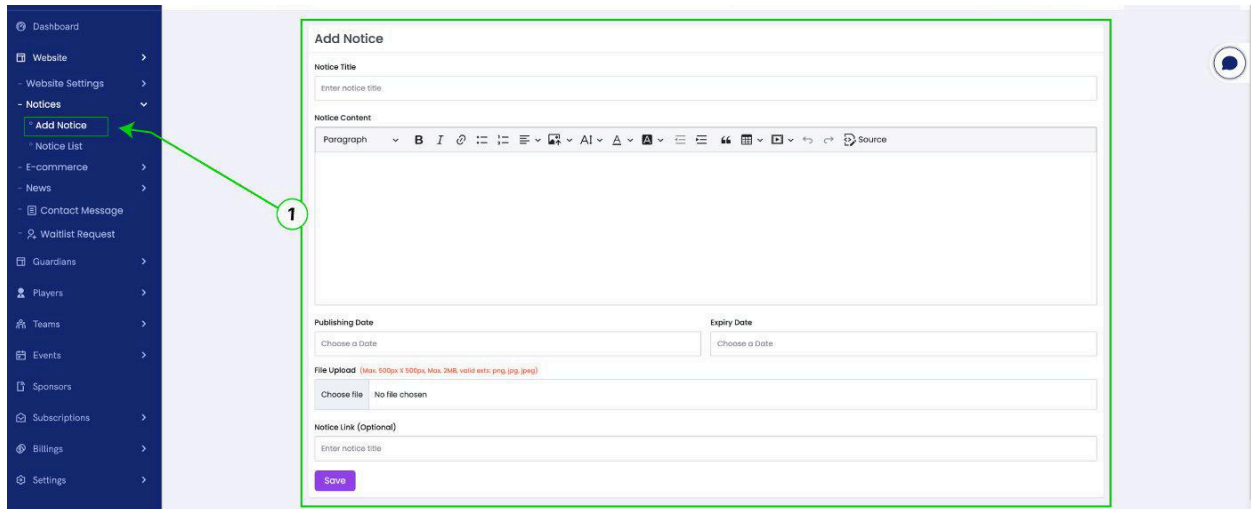 Dashboard
Website
- Website Settings
- Notices
Add Notice
Notice List
- E-commerce
- News
- Contact Message
- Waitlist Request
Guardians
Players
Teams
Events
Sponsors
Subscriptions
Billings
Settings
1
Add Notice
Notice Title
Enter notice title
Notice Content
Paragraph B I AI A A Source
Publishing Date Expiry Date
Choose a Date Choose a Date
File Upload (Max. 500px X 500px, Max. 2MB, valid exts: png, jpg, jpeg)
Choose file No file chosen
Notice Link (Optional)
Enter notice title
Save